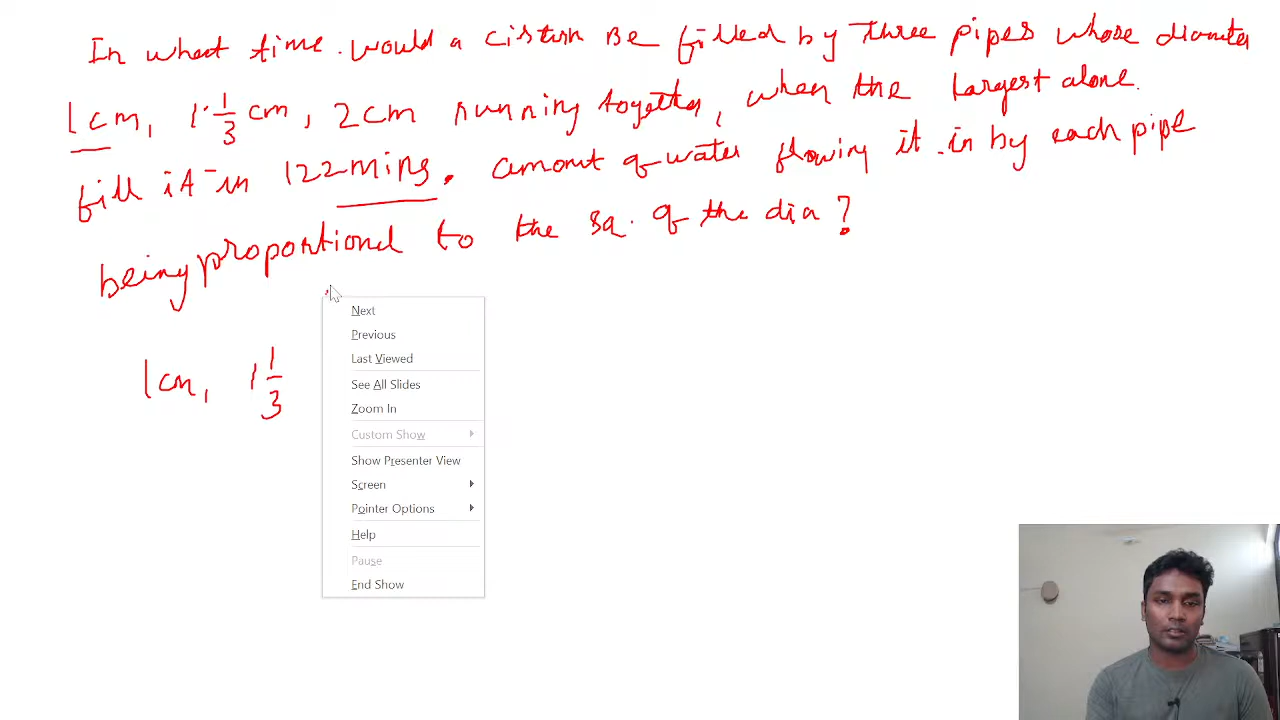 In what time would a cistern Be filled by three pipes whose diameter
1cm, 1 1/3 cm, 2cm running together, when the largest alone.
fill it in 122 mins. amount of water flowing it in by each pipe
being proportional to the sq. of the dia ?
1cm, 1 1/3
Next
Previous
Last Viewed
See All Slides
Zoom In
Custom Show
Show Presenter View
Screen
Pointer Options
Help
Pause
End Show